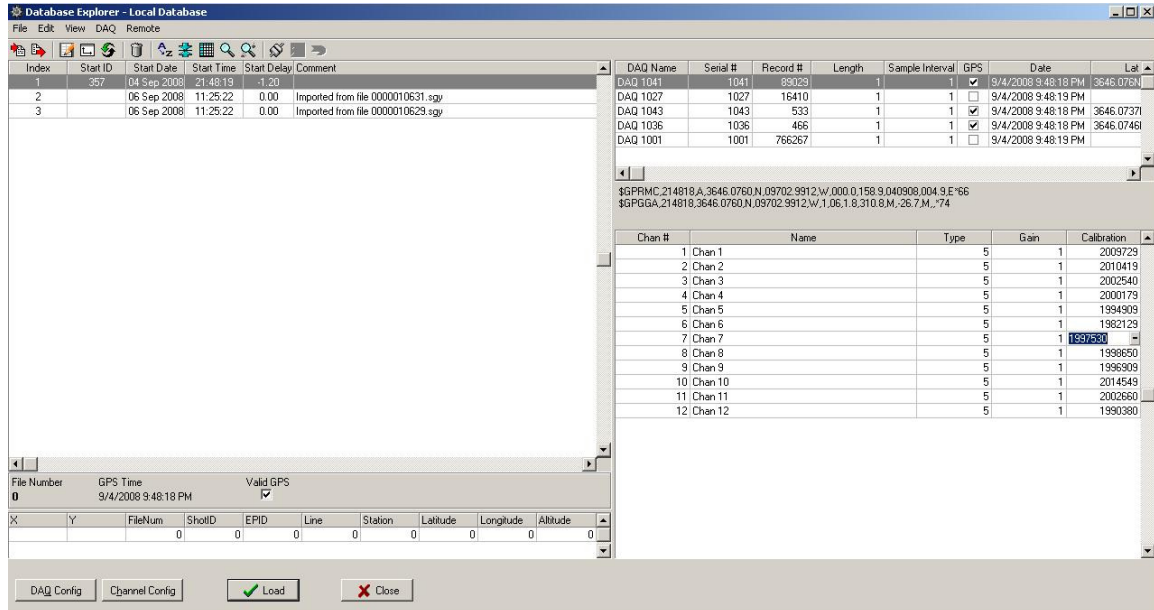 Database Explorer - Local Database
File Edit View DAQ Remote
Index Start ID Start Date Start Time Start Delay Comment
1 357 04 Sep 2008 21:48:19 -1.20
2 06 Sep 2008 11:25:22 0.00 Imported from file 0000010631.sgy
3 06 Sep 2008 11:25:22 0.00 Imported from file 0000010629.sgy
File Number GPS Time Valid GPS
0 9/4/2008 9:48:18 PM
X Y FileNum ShotID EPID Line Station Latitude Longitude Altitude
0 0 0 0 0 0 0 0
DAQ Config Channel Config Load Close
DAQ Name Serial # Record # Length Sample Interval GPS Date Lat
DAQ 1041 1041 89029 1 1 9/4/2008 9:48:18 PM 3646.076N
DAQ 1027 1027 16410 1 1 9/4/2008 9:48:19 PM
DAQ 1043 1043 533 1 1 9/4/2008 9:48:18 PM 3646.0737
DAQ 1036 1036 466 1 1 9/4/2008 9:48:18 PM 3646.0746
DAQ 1001 1001 766267 1 1 9/4/2008 9:48:19 PM
$GPRMC,214818,A,3646.0760,N,09702.9912,W,000.0,158.9,040908,004.9,E*66
$GPGGA,214818,3646.0760,N,09702.9912,W,1,06,1.8,310.8,M,-26.7,M,,*74
Chan # Name Type Gain Calibration
1 Chan 1 5 1 2009729
2 Chan 2 5 1 2010419
3 Chan 3 5 1 2002540
4 Chan 4 5 1 2000179
5 Chan 5 5 1 1994909
6 Chan 6 5 1 1982129
7 Chan 7 5 1 1997530
8 Chan 8 5 1 1998650
9 Chan 9 5 1 1996909
10 Chan 10 5 1 2014549
11 Chan 11 5 1 2002660
12 Chan 12 5 1 1990380